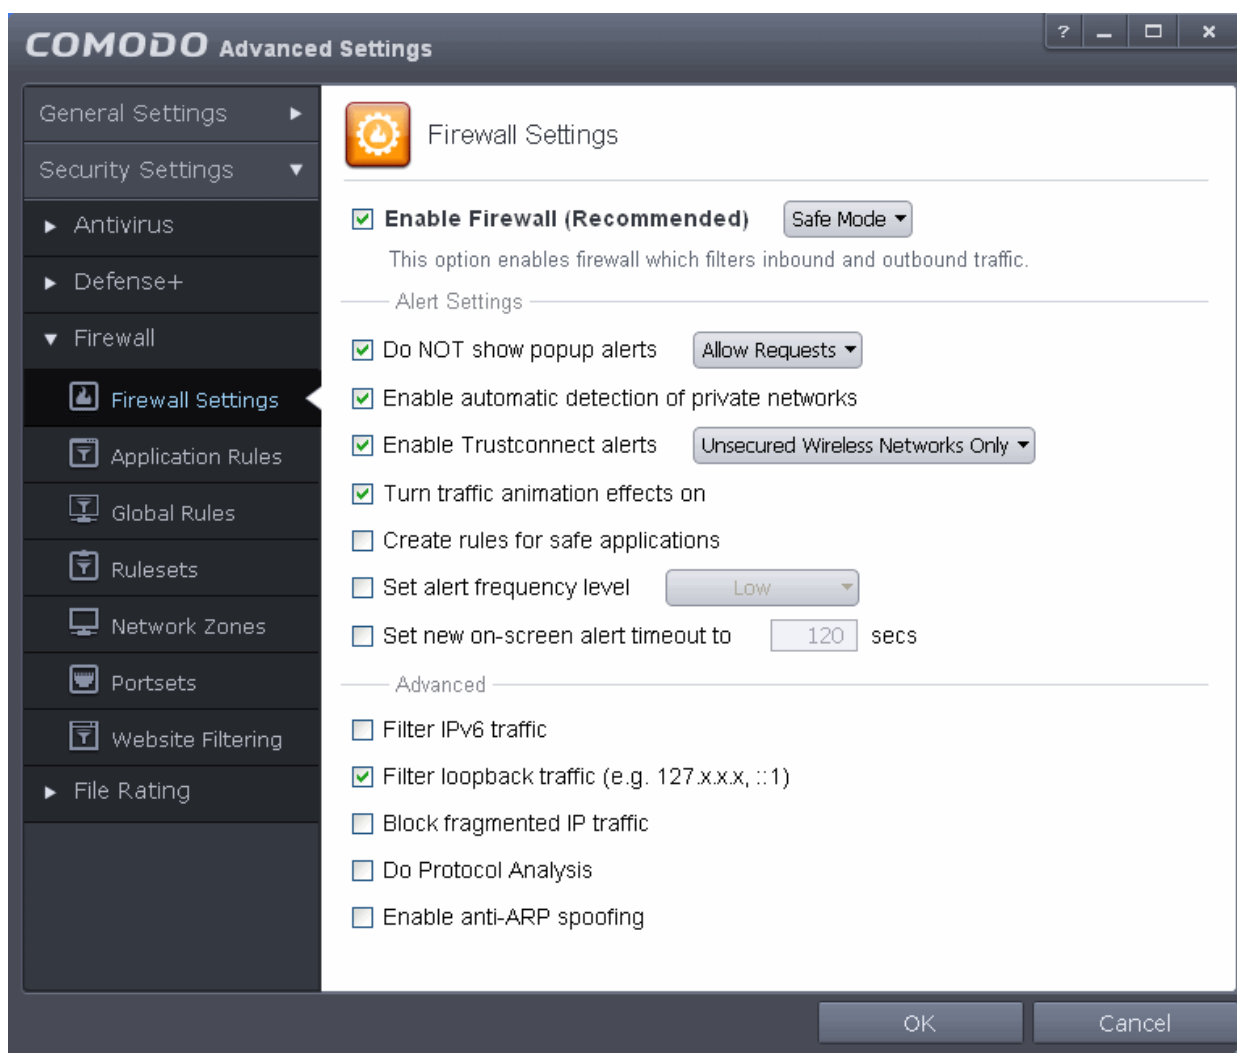 COMODO Advanced Settings
?
General Settings
Security Settings
Antivirus
Defense+
Firewall
Firewall Settings
Application Rules
Global Rules
Rulesets
Network Zones
Portsets
Website Filtering
File Rating
Firewall Settings
Enable Firewall (Recommended) Safe Mode
This option enables firewall which filters inbound and outbound traffic.
Alert Settings
Do NOT show popup alerts Allow Requests
Enable automatic detection of private networks
Enable Trustconnect alerts Unsecured Wireless Networks Only
Turn traffic animation effects on
Create rules for safe applications
Set alert frequency level Low
Set new on-screen alert timeout to 120 secs
Advanced
Filter IPv6 traffic
Filter loopback traffic (e.g. 127.x.x.x, ::1)
Block fragmented IP traffic
Do Protocol Analysis
Enable anti-ARP spoofing
OK Cancel